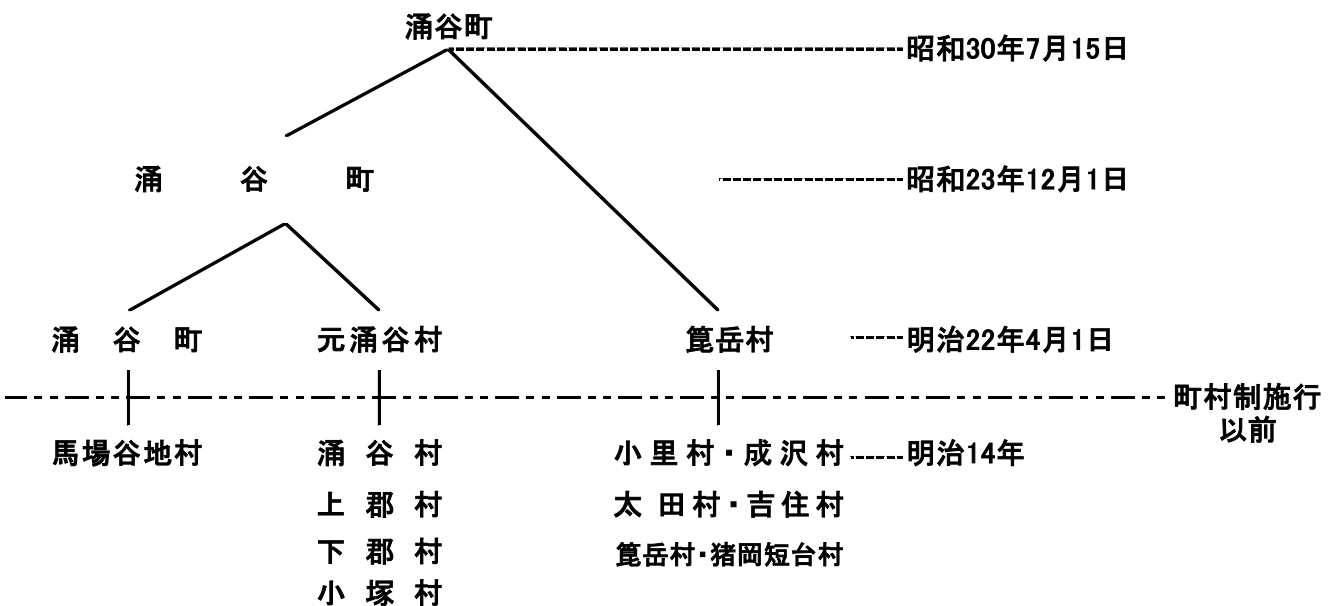 涌谷町
昭和30年7月15日
涌谷町
昭和23年12月1日
涌谷町 元涌谷村 箟岳村 明治22年4月1日
町村制施行
以前
馬場谷地村 涌谷村 小里村・成沢村 明治14年
上郡村 太田村・吉住村
下郡村 箟岳村・猪岡短台村
小塚村